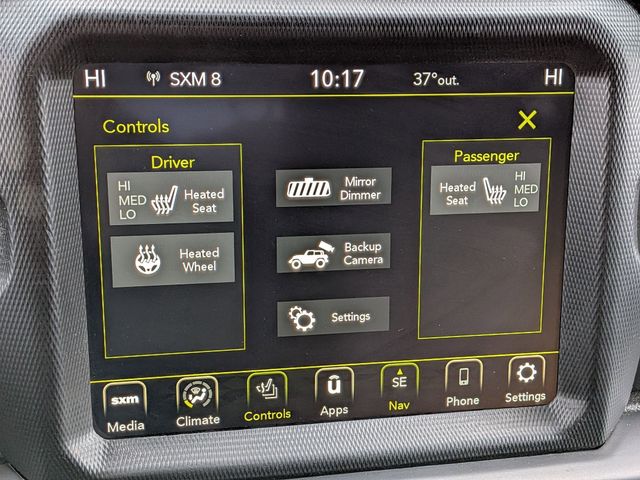 HI SXM 8 10:17 37°out. HI
Controls X
Driver
HI
MED
LO
Heated
Seat
Heated
Wheel
Mirror
Dimmer
Backup
Camera
Settings
Passenger
Heated
Seat
HI
MED
LO
sxm
Media
Climate
Controls
ū
Apps
SE
Nav
Phone
Settings